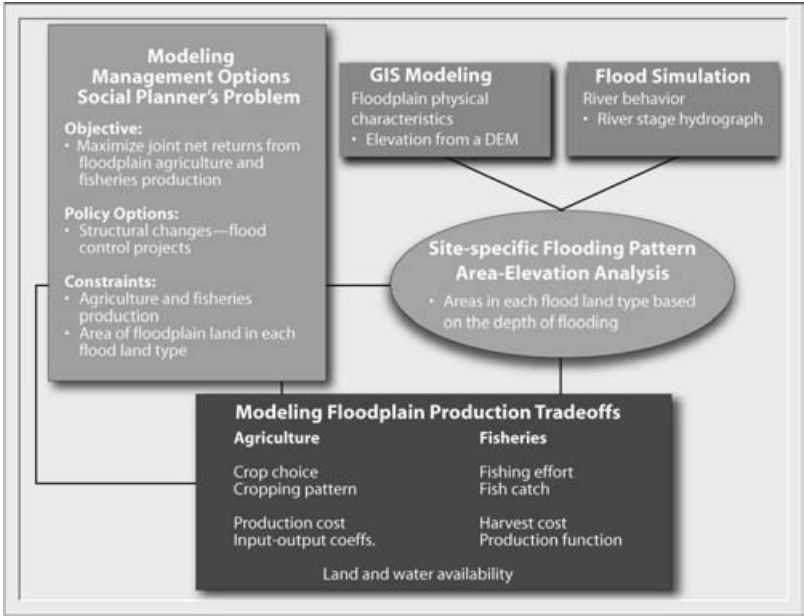 Modeling
Management Options
Social Planner's Problem
Objective:
• Maximize joint net returns from
floodplain agriculture and
fisheries production
Policy Options:
• Structural changes—flood
control projects
Constraints:
• Agriculture and fisheries
production
• Area of floodplain land in each
flood land type
GIS Modeling
Floodplain physical
characteristics
• Elevation from a DEM
Flood Simulation
River behavior
• River stage hydrograph
Site-specific Flooding Pattern
Area-Elevation Analysis
• Areas in each flood land type based
on the depth of flooding
Modeling Floodplain Production Tradeoffs
Agriculture
Crop choice
Cropping pattern
Production cost
Input-output coeffs.
Fisheries
Fishing effort
Fish catch
Harvest cost
Production function
Land and water availability